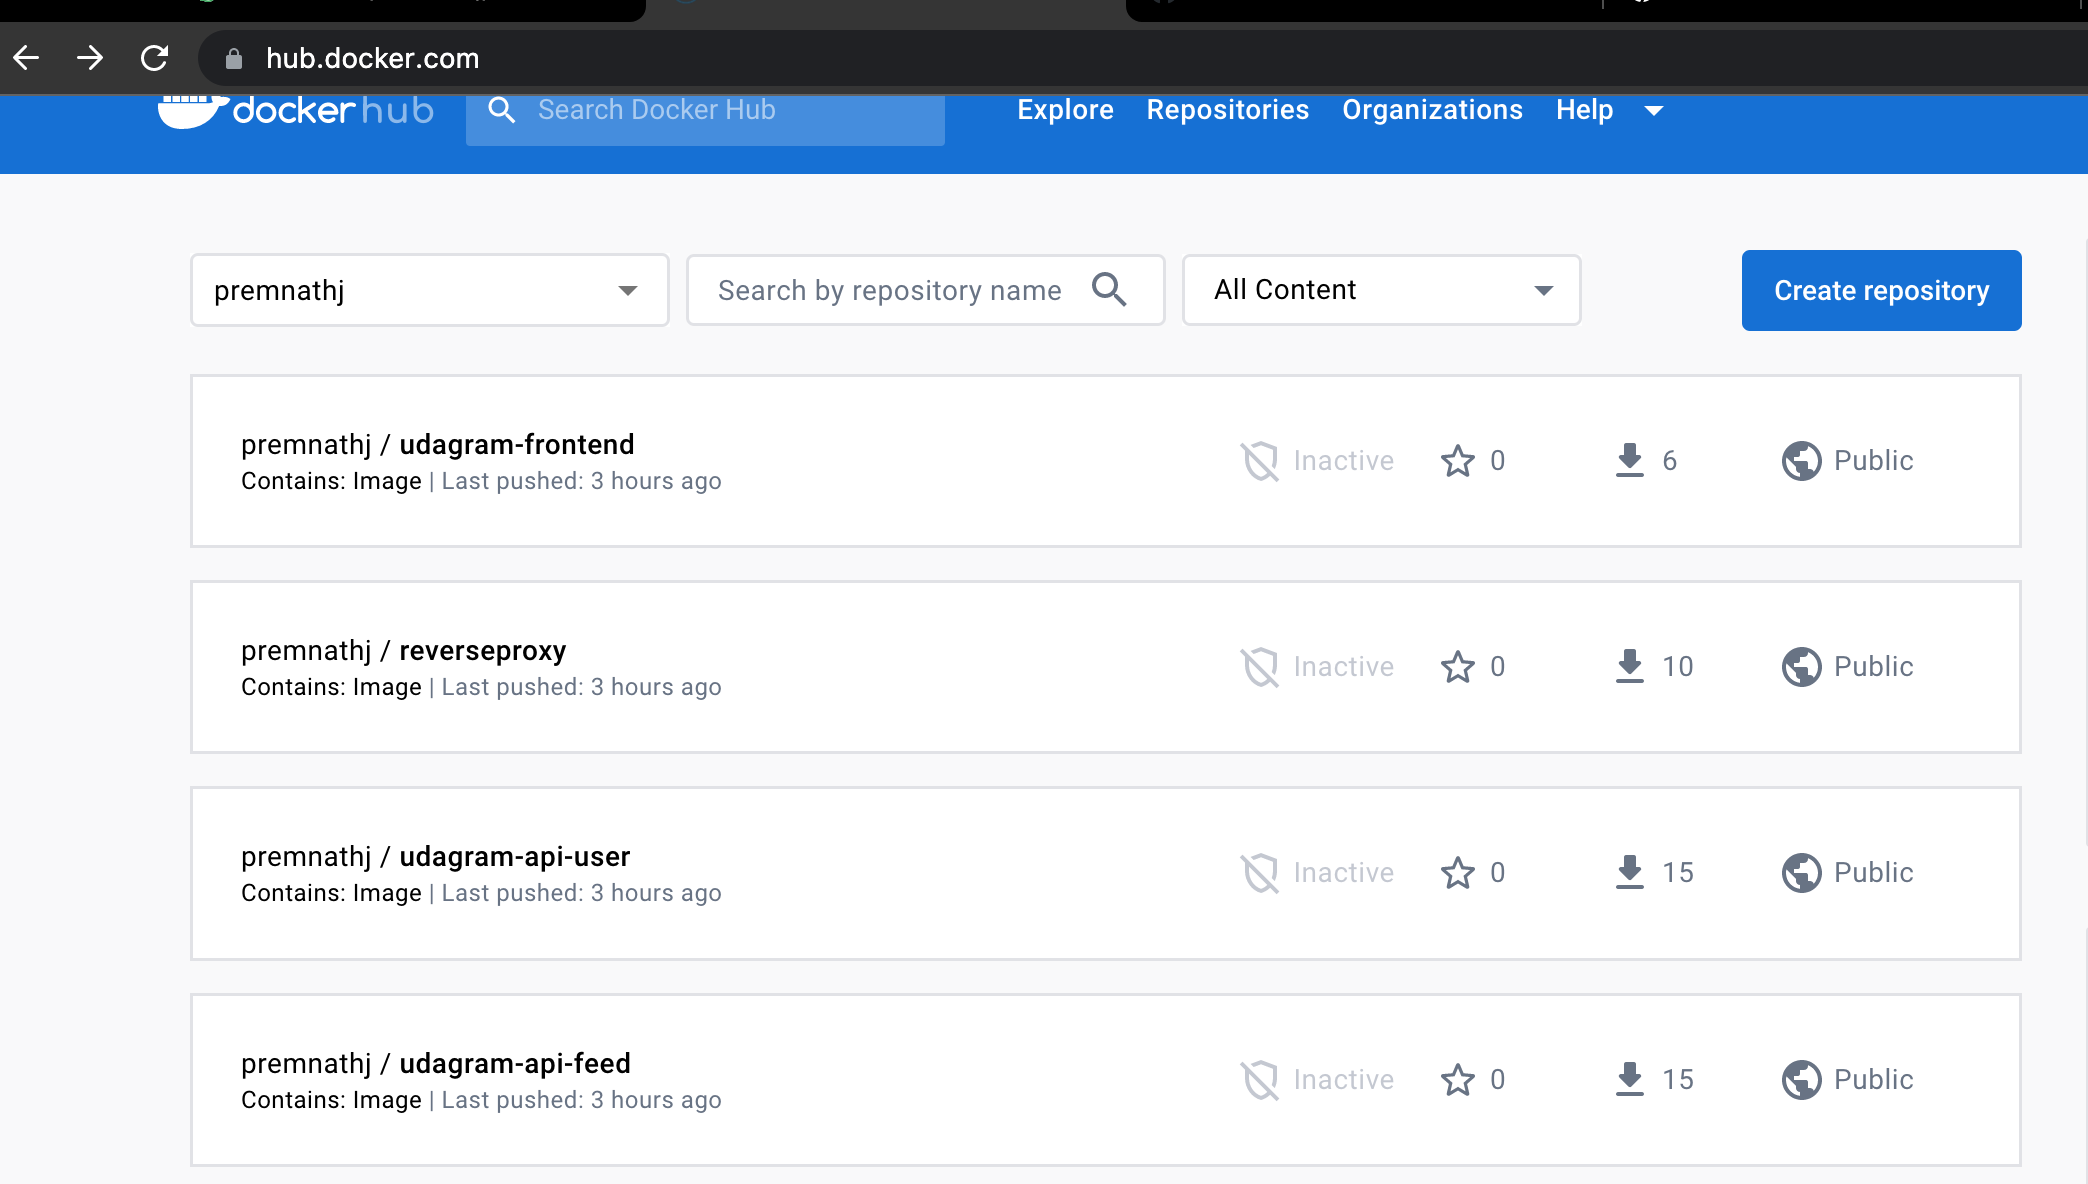 hub.docker.com
dockerhub Search Docker Hub Explore Repositories Organizations Help
premnathj Search by repository name All Content Create repository
premnathj / udagram-frontend
Contains: Image | Last pushed: 3 hours ago
Inactive 0 6 Public
premnathj / reverseproxy
Contains: Image | Last pushed: 3 hours ago
Inactive 0 10 Public
premnathj / udagram-api-user
Contains: Image | Last pushed: 3 hours ago
Inactive 0 15 Public
premnathj / udagram-api-feed
Contains: Image | Last pushed: 3 hours ago
Inactive 0 15 Public